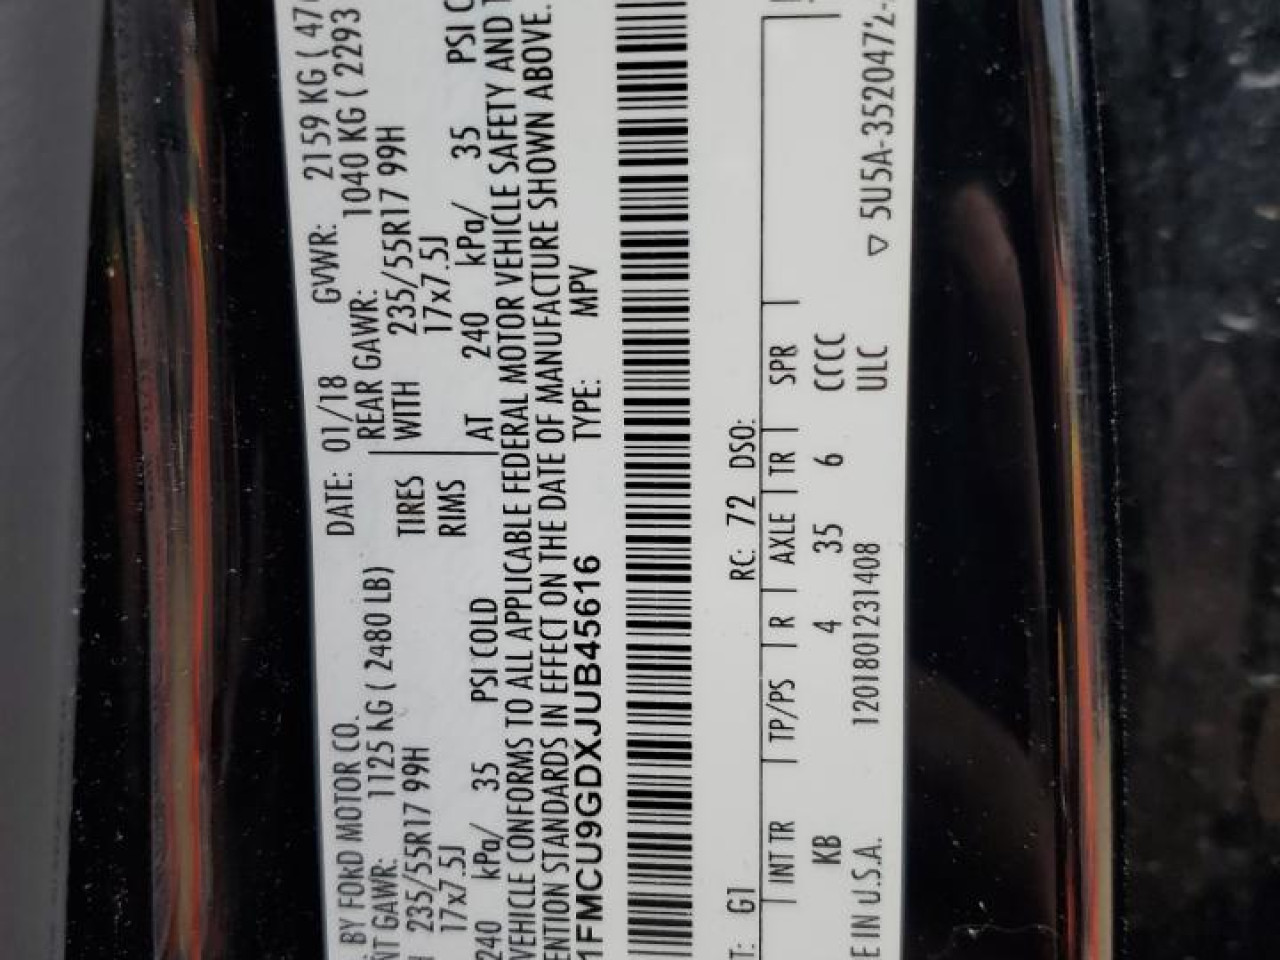 . BY FORD MOTOR CO. DATE: 01/18 GVWR: 2159 KG ( 47
NT GAWR: 1125 KG ( 2480 LB) REAR GAWR: 1040 KG ( 2293
235/55R17 99H TIRES WITH 235/55R17 99H
17x7.5J RIMS 17x7.5J
240 kPa/ 35 PSI COLD AT 240 kPa/ 35 PSI C
VEHICLE CONFORMS TO ALL APPLICABLE FEDERAL MOTOR VEHICLE SAFETY AND
ENTION STANDARDS IN EFFECT ON THE DATE OF MANUFACTURE SHOWN ABOVE.
1FMCU9GDXJUB45616 TYPE: MPV
T: G1 RC: 72 DSO:
INT TR TP/PS R AXLE TR SPR
KB 4 35 6 CCCC
E IN U.S.A. 1201801231408 ULC ▽ 5U5A-3520472-